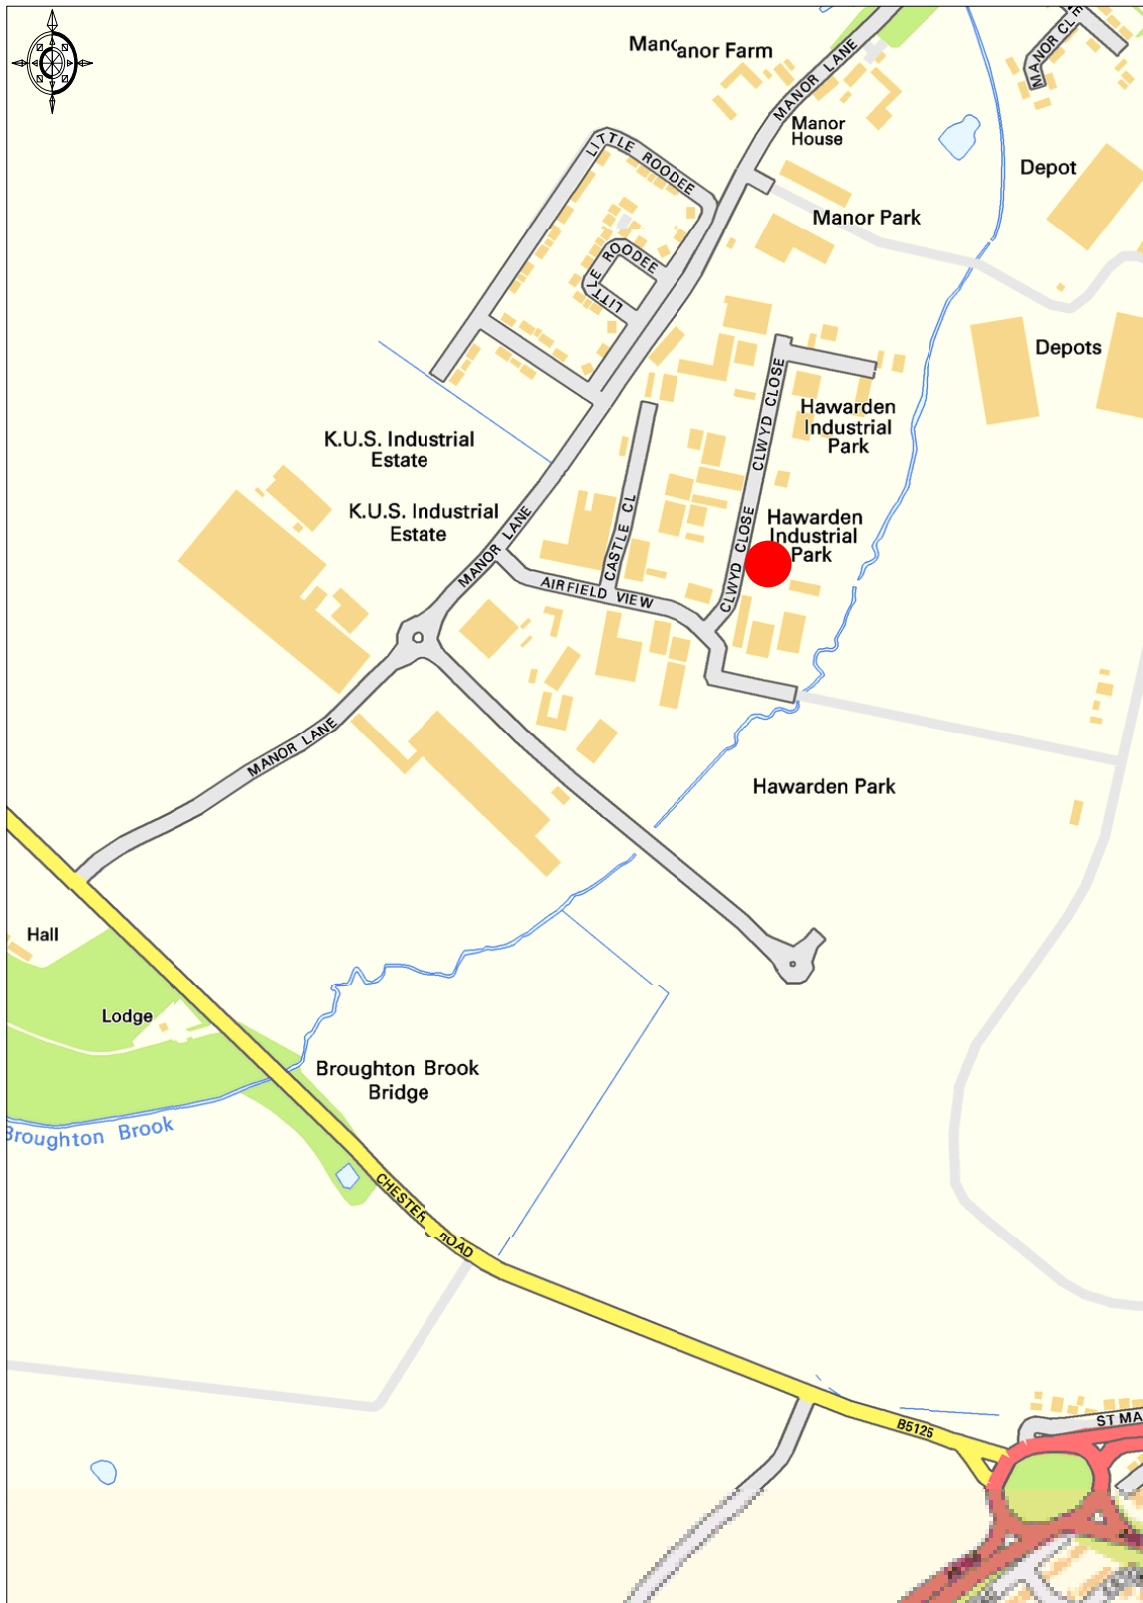 Manc
anor Farm
MANOR LANE
MANOR CL
Manor
House
LITTLE ROODEE
Depot
Manor Park
LITTLE ROODEE
Depots
CLWYD CLOSE
Hawarden
Industrial
Park
K.U.S. Industrial
Estate
K.U.S. Industrial
Estate
MANOR LANE
CASTLE CL
CLWYD CLOSE
Hawarden
Industrial
Park
AIRFIELD VIEW
MANOR LANE
Hawarden Park
Hall
Lodge
Broughton Brook
Bridge
Broughton Brook
CHESTER ROAD
B5125
ST MA